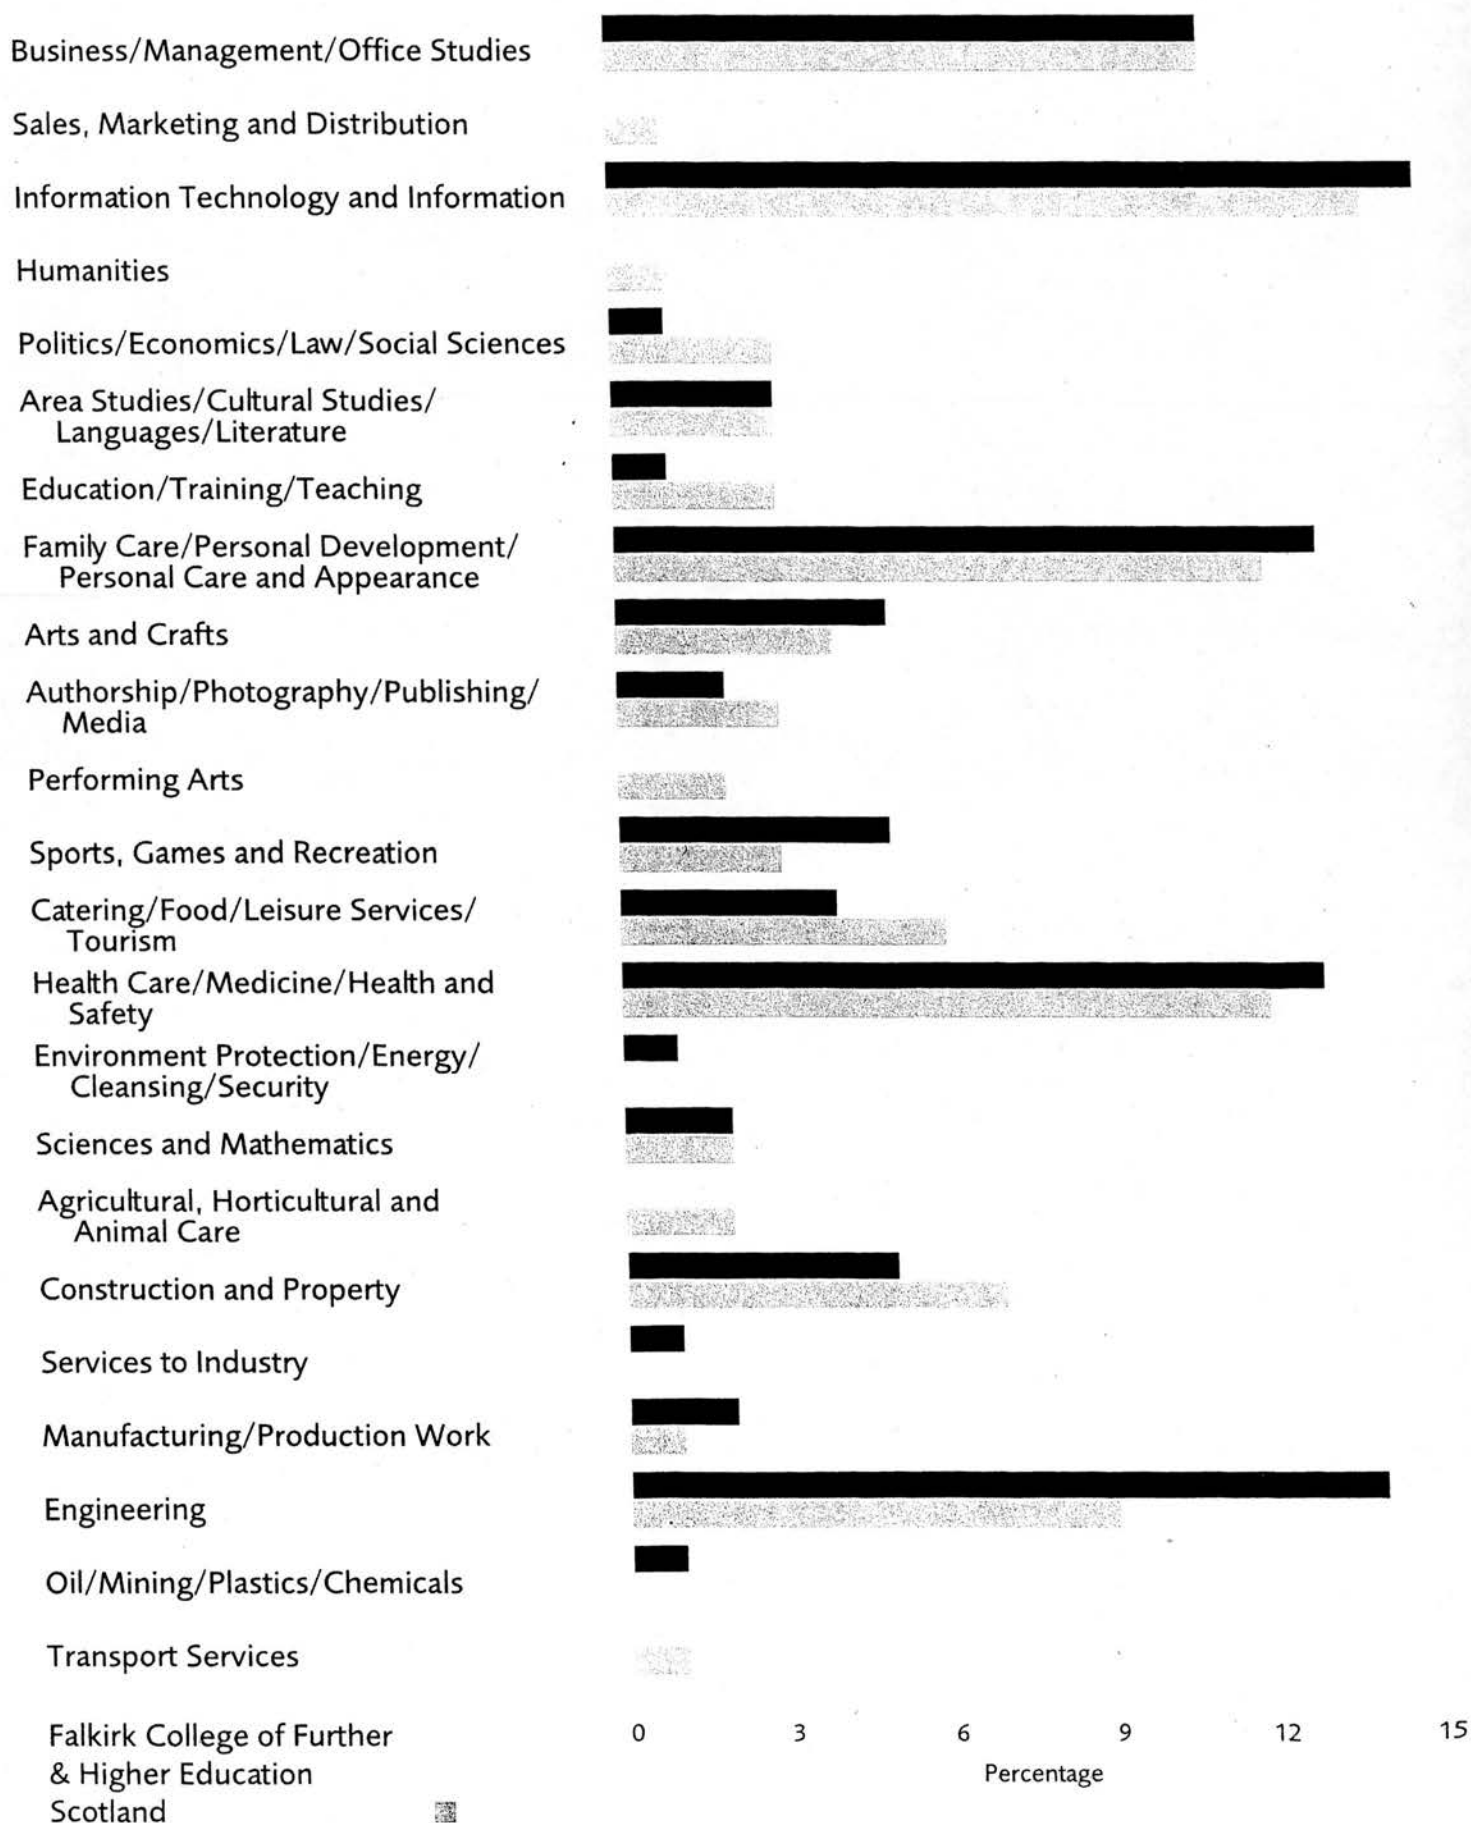 Business/Management/Office Studies
Sales, Marketing and Distribution
Information Technology and Information
Humanities
Politics/Economics/Law/Social Sciences
Area Studies/Cultural Studies/
Languages/Literature
Education/Training/Teaching
Family Care/Personal Development/
Personal Care and Appearance
Arts and Crafts
Authorship/Photography/Publishing/
Media
Performing Arts
Sports, Games and Recreation
Catering/Food/Leisure Services/
Tourism
Health Care/Medicine/Health and
Safety
Environment Protection/Energy/
Cleansing/Security
Sciences and Mathematics
Agricultural, Horticultural and
Animal Care
Construction and Property
Services to Industry
Manufacturing/Production Work
Engineering
Oil/Mining/Plastics/Chemicals
Transport Services
0 3 6 9 12 15
Percentage
Falkirk College of Further
& Higher Education
Scotland